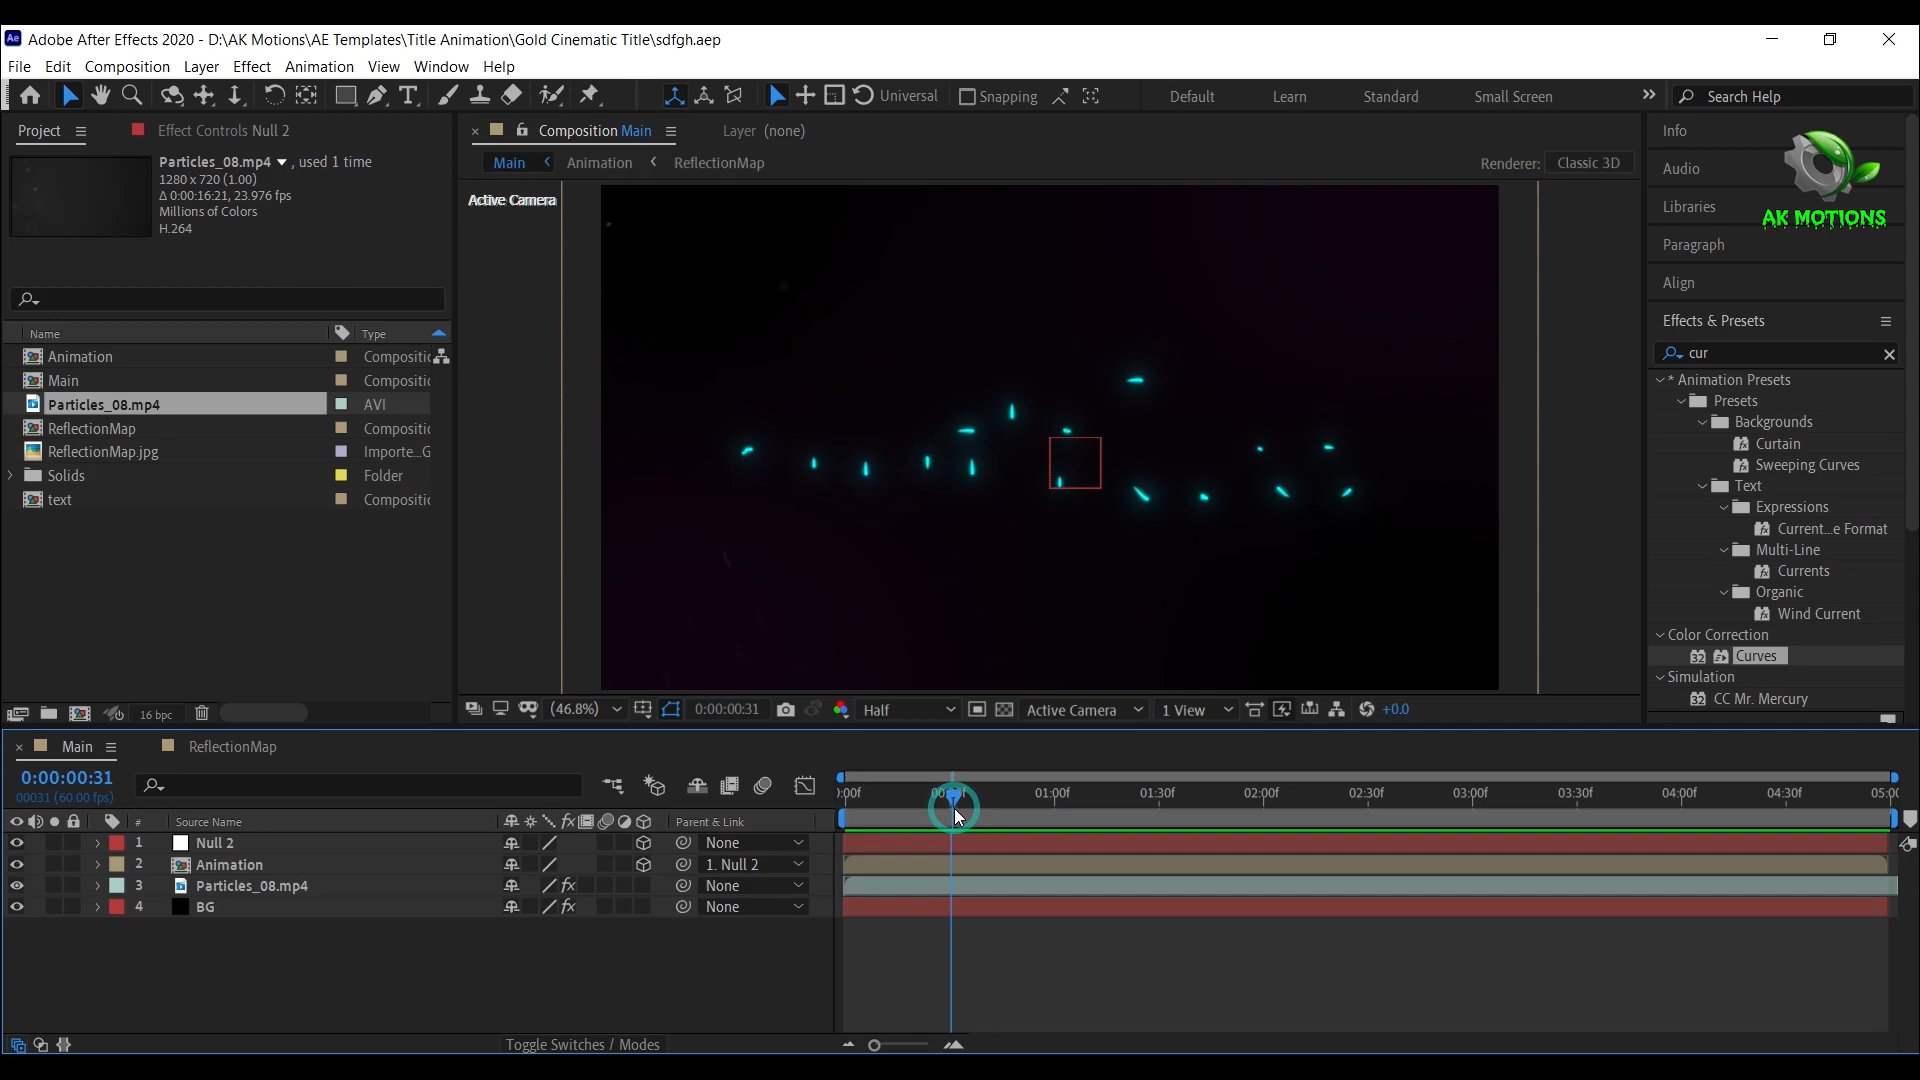 Adobe After Effects 2020 - D:\AK Motions\AE Templates\Title Animation\Gold Cinematic Title\sdfgh.aep
File Edit Composition Layer Effect Animation View Window Help
Universal Snapping Default Learn Standard Small Screen Search Help
Project Effect Controls Null 2 Composition Main Layer (none) Info
Particles_08.mp4 , used 1 time
1280 x 720 (1.00)
Δ 0:00:16:21, 23.976 fps
Millions of Colors
H.264
Main Animation ReflectionMap Renderer: Classic 3D
Active Camera
Audio
Libraries
AK MOTIONS
Paragraph
Align
Effects & Presets
cur
* Animation Presets
Presets
Backgrounds
Curtain
Sweeping Curves
Text
Expressions
Current...e Format
Multi-Line
Currents
Organic
Wind Current
Color Correction
32 Curves
Simulation
32 CC Mr. Mercury
Name Type
Animation Compositic
Main Compositic
Particles_08.mp4 AVI
ReflectionMap Compositic
ReflectionMap.jpg Importe...G
Solids Folder
text Compositic
16 bpc
(46.8%) 0:00:00:31 Half Active Camera 1 View +0.0
Main ReflectionMap
0:00:00:31
00031 (60.00 fps)
):00f 01:00f 01:30f 02:00f 02:30f 03:00f 03:30f 04:00f 04:30f 05:00
# Source Name Parent & Link
1 Null 2 None
2 Animation 1. Null 2
3 Particles_08.mp4 None
4 BG None
Toggle Switches / Modes